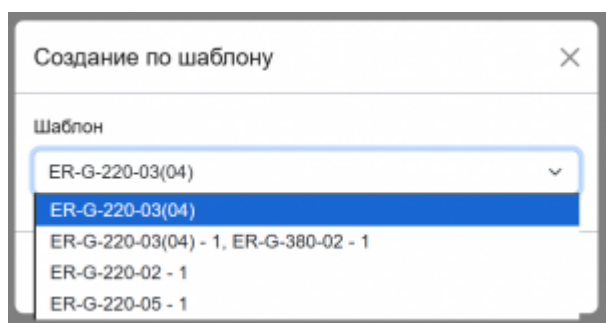 Создание по шаблону
Шаблон
ER-G-220-03(04)
ER-G-220-03(04)
ER-G-220-03(04) - 1, ER-G-380-02 - 1
ER-G-220-02 - 1
ER-G-220-05 - 1